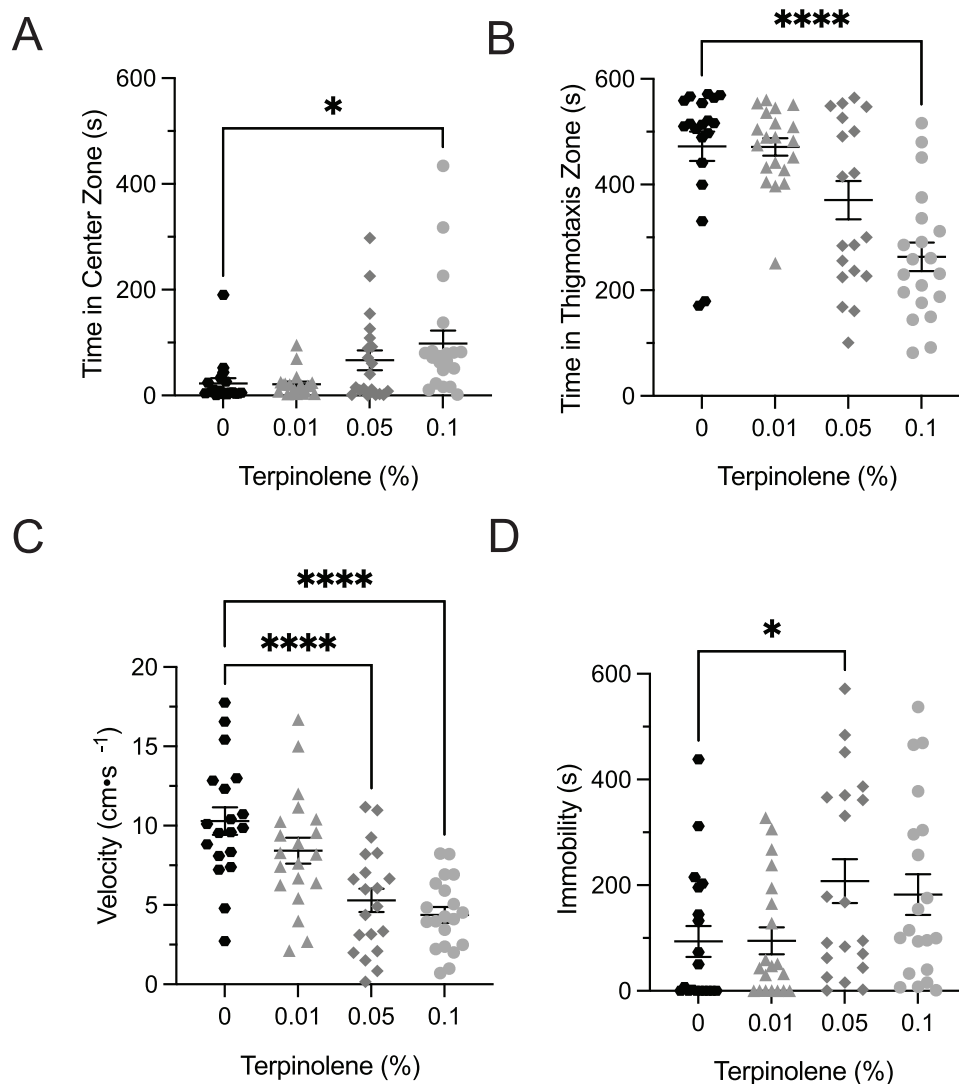 A
Time in Center Zone (s)
600
400
200
0
*
0 0.01 0.05 0.1
Terpinolene (%)
B
Time in Thigmotaxis Zone (s)
600
400
200
0
****
0 0.01 0.05 0.1
Terpinolene (%)
C
Velocity (cm•s -1)
20
15
10
5
0
****
****
0 0.01 0.05 0.1
Terpinolene (%)
D
Immobility (s)
600
400
200
0
*
0 0.01 0.05 0.1
Terpinolene (%)